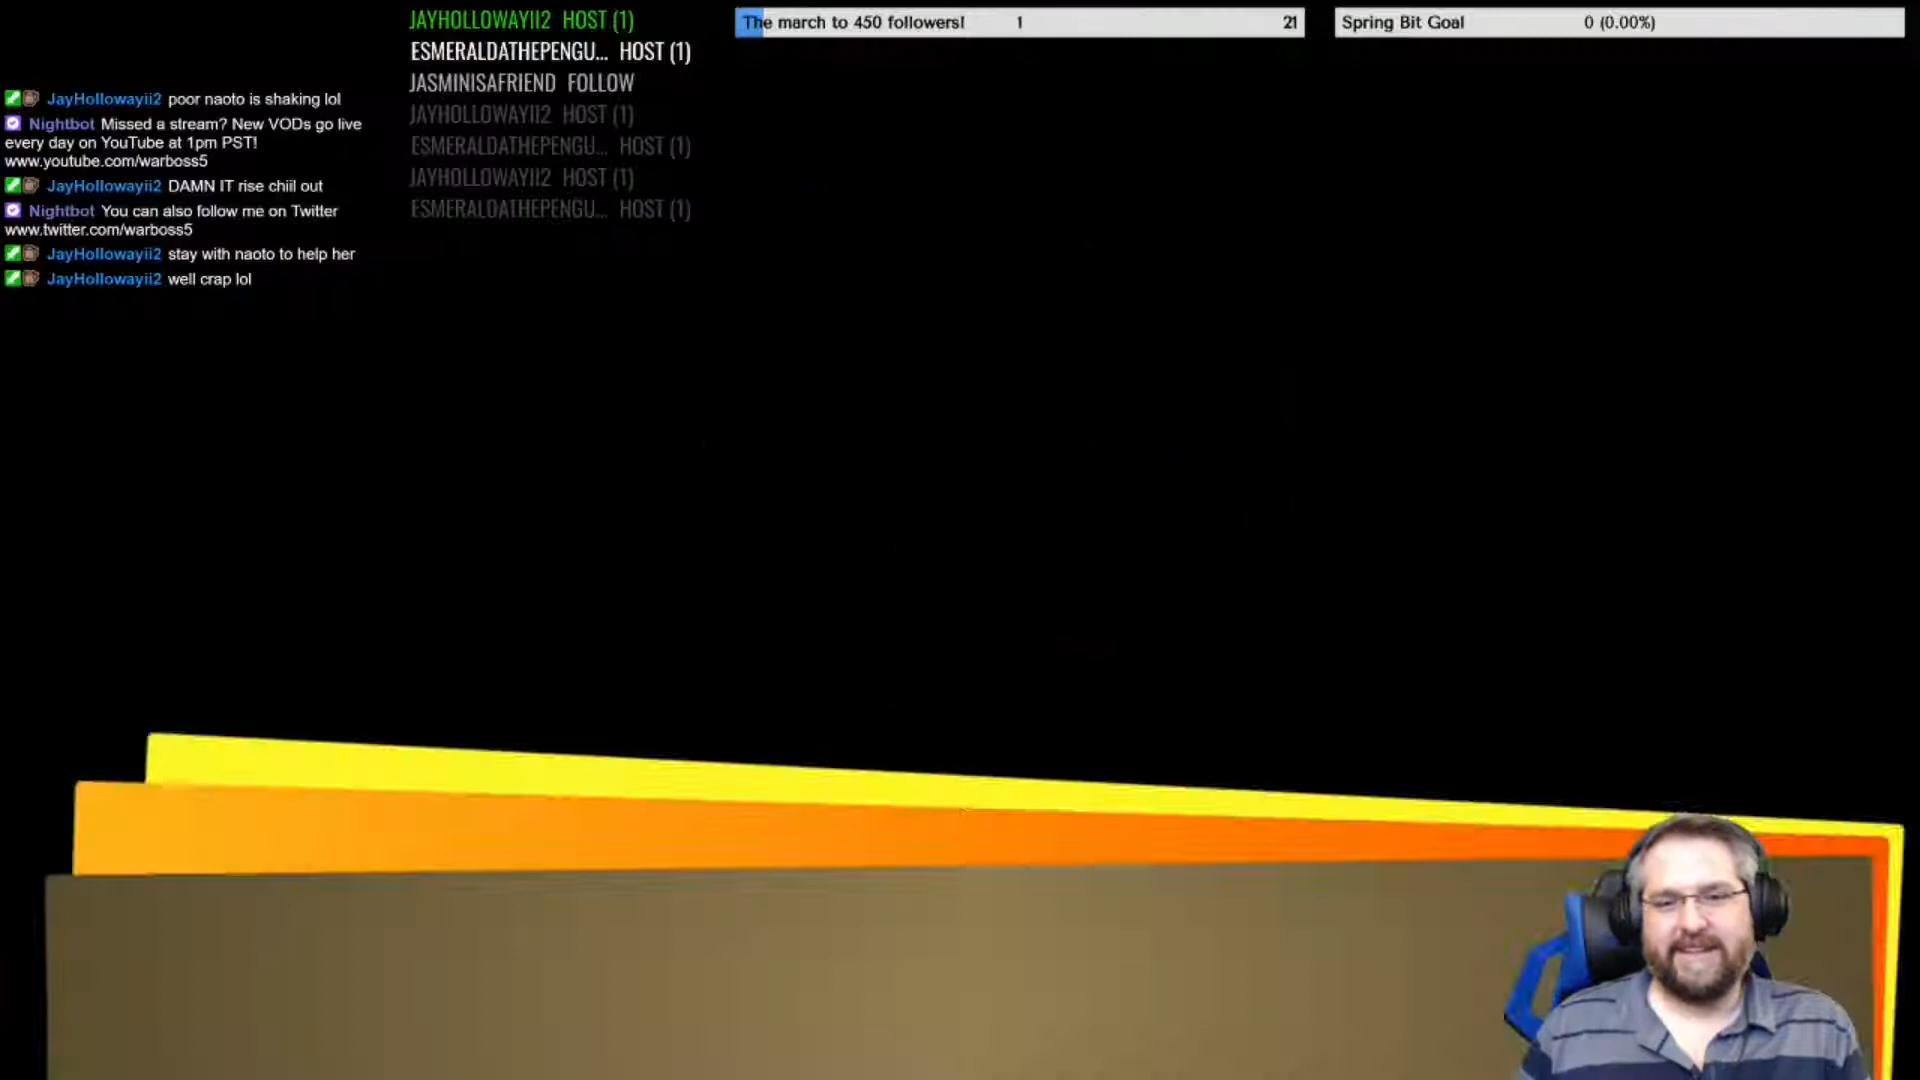 JAYHOLLOWAYII2 HOST (1)
ESMERALDATHEPENGU... HOST (1)
JASMINISAFRIEND FOLLOW
JAYHOLLOWAYII2 HOST (1)
ESMERALDATHEPENGU... HOST (1)
JAYHOLLOWAYII2 HOST (1)
ESMERALDATHEPENGU... HOST (1)
The march to 450 followers! 1 21
Spring Bit Goal 0 (0.00%)
JayHollowayii2 poor naoto is shaking lol
Nightbot Missed a stream? New VODs go live
every day on YouTube at 1pm PST!
www.youtube.com/warboss5
JayHollowayii2 DAMN IT rise chiil out
Nightbot You can also follow me on Twitter
www.twitter.com/warboss5
JayHollowayii2 stay with naoto to help her
JayHollowayii2 well crap lol